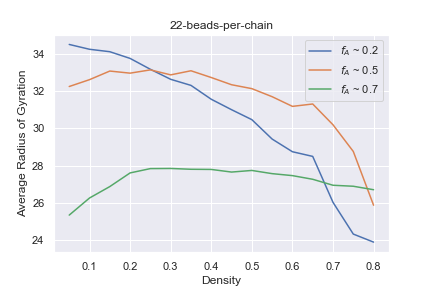 22-beads-per-chain
34
32
30
28
26
24
Average Radius of Gyration
f_A ~ 0.2
f_A ~ 0.5
f_A ~ 0.7
0.1 0.2 0.3 0.4 0.5 0.6 0.7 0.8
Density